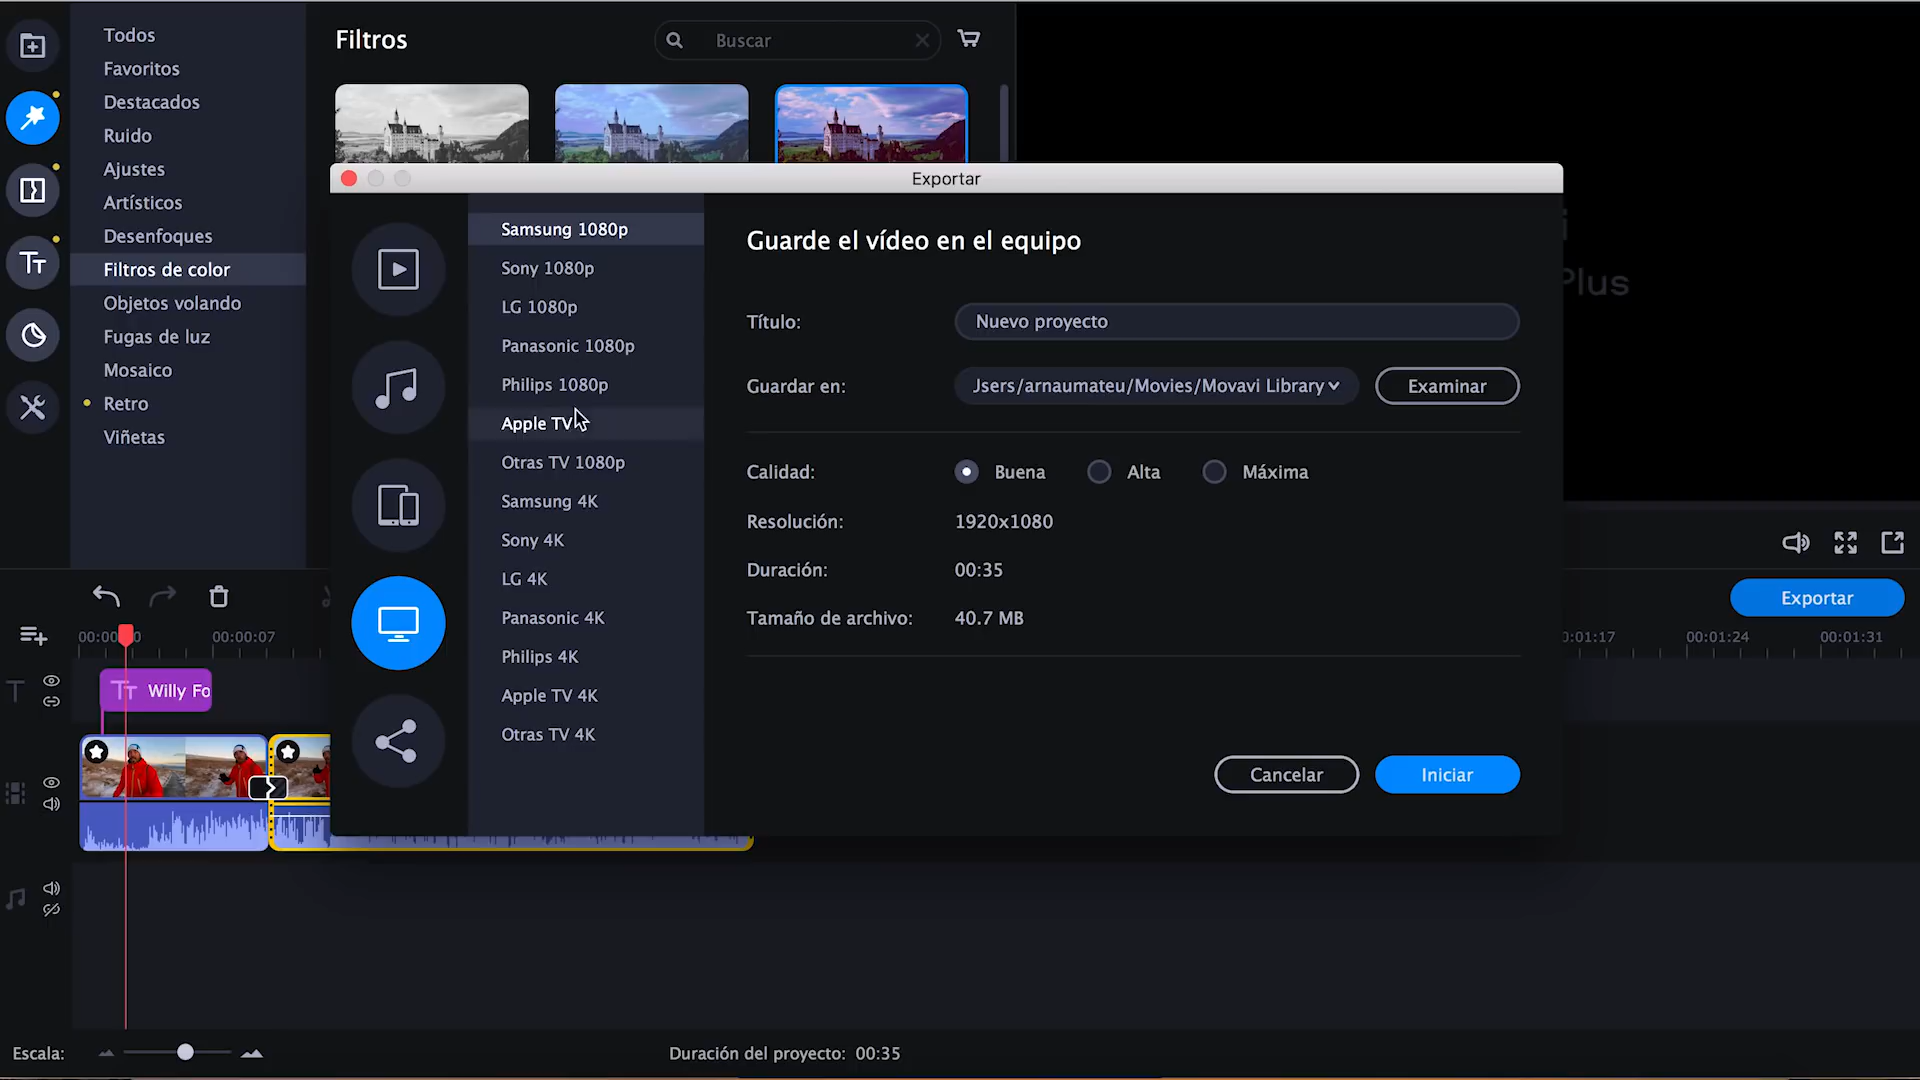 Todos
Favoritos
Destacados
Ruido
Ajustes
Artísticos
Desenfoques
Filtros de color
Objetos volando
Fugas de luz
Mosaico
Retro
Viñetas
Filtros
Buscar
Exportar
Samsung 1080p
Sony 1080p
LG 1080p
Panasonic 1080p
Philips 1080p
Apple TV
Otras TV 1080p
Samsung 4K
Sony 4K
LG 4K
Panasonic 4K
Philips 4K
Apple TV 4K
Otras TV 4K
Guarde el vídeo en el equipo
Título: Nuevo proyecto
Guardar en: Jsers/arnaumateu/Movies/Movavi Library Examinar
Calidad: Buena Alta Máxima
Resolución: 1920x1080
Duración: 00:35
Tamaño de archivo: 40.7 MB
Cancelar Iniciar
Plus
Exportar
00:00:07
0:01:17 00:01:24 00:01:31
Tt Willy Fo
Escala:
Duración del proyecto: 00:35